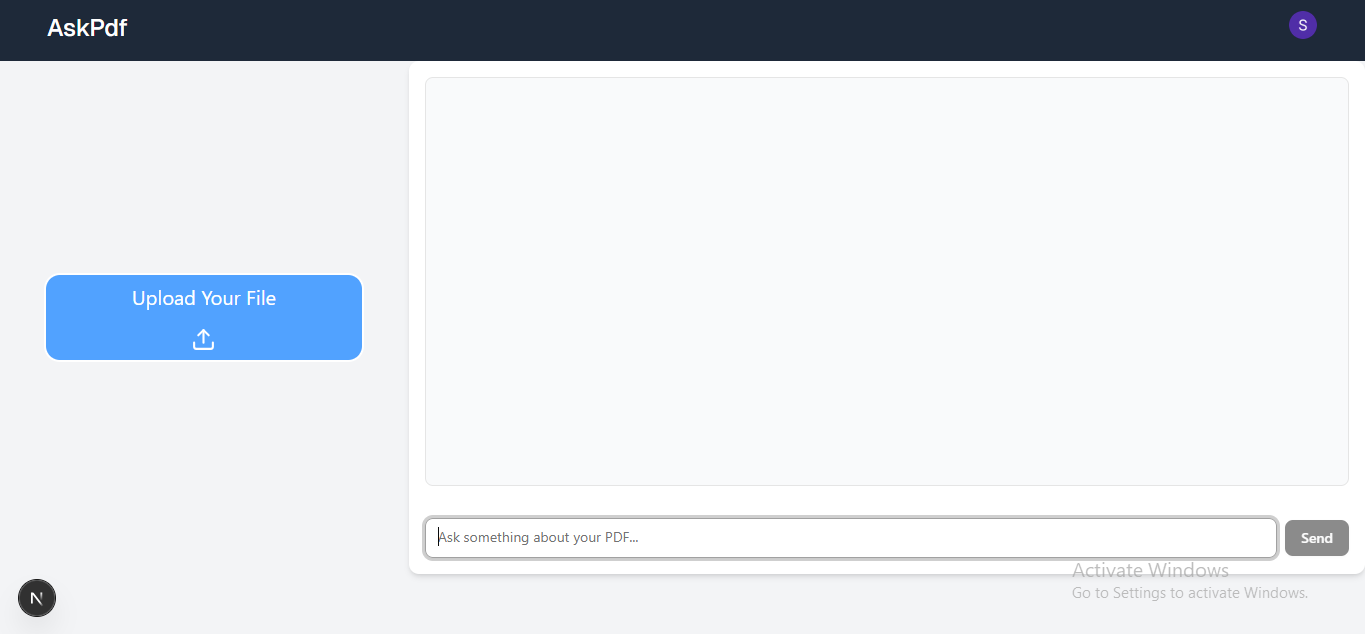 AskPdf
S
Upload Your File
Ask something about your PDF...
Send
Activate Windows
Go to Settings to activate Windows.
N